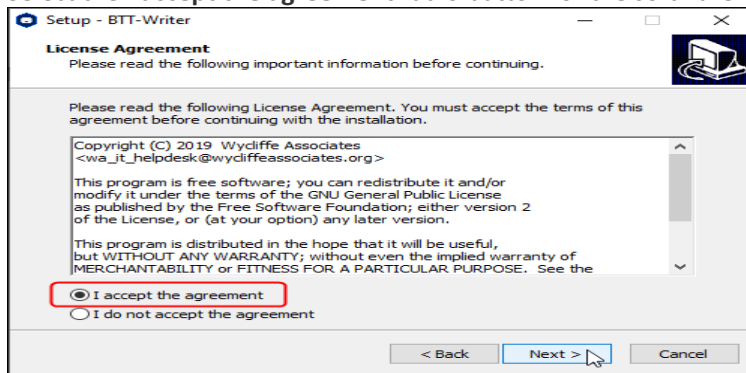 Setup - BTT-Writer
License Agreement
Please read the following important information before continuing.
Please read the following License Agreement. You must accept the terms of this
agreement before continuing with the installation.
Copyright (C) 2019 Wycliffe Associates
<wa_it_helpdesk@wycliffeassociates.org>
This program is free software; you can redistribute it and/or
modify it under the terms of the GNU General Public License
as published by the Free Software Foundation; either version 2
of the License, or (at your option) any later version.
This program is distributed in the hope that it will be useful,
but WITHOUT ANY WARRANTY; without even the implied warranty of
MERCHANTABILITY or FITNESS FOR A PARTICULAR PURPOSE. See the
I accept the agreement
I do not accept the agreement
< Back Next > Cancel